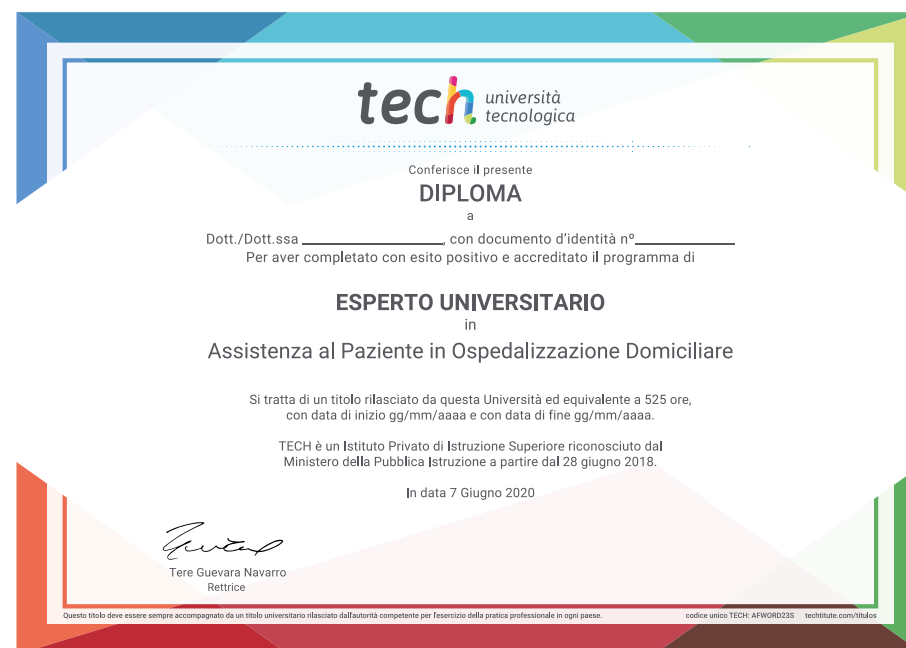 tech università
tecnologica
Conferisce il presente
DIPLOMA
a
Dott./Dott.ssa ____________________, con documento d'identità nº______________
Per aver completato con esito positivo e accreditato il programma di
ESPERTO UNIVERSITARIO
in
Assistenza al Paziente in Ospedalizzazione Domiciliare
Si tratta di un titolo rilasciato da questa Università ed equivalente a 525 ore,
con data di inizio gg/mm/aaaa e con data di fine gg/mm/aaaa.
TECH è un Istituto Privato di Istruzione Superiore riconosciuto dal
Ministero della Pubblica Istruzione a partire dal 28 giugno 2018.
In data 7 Giugno 2020
Tere Guevara Navarro
Rettrice
Questo titolo deve essere sempre accompagnato da un titolo universitario rilasciato dall'autorità competente per l'esercizio della pratica professionale in ogni paese. codice unico TECH: AFWORD23S techtitute.com/titulos